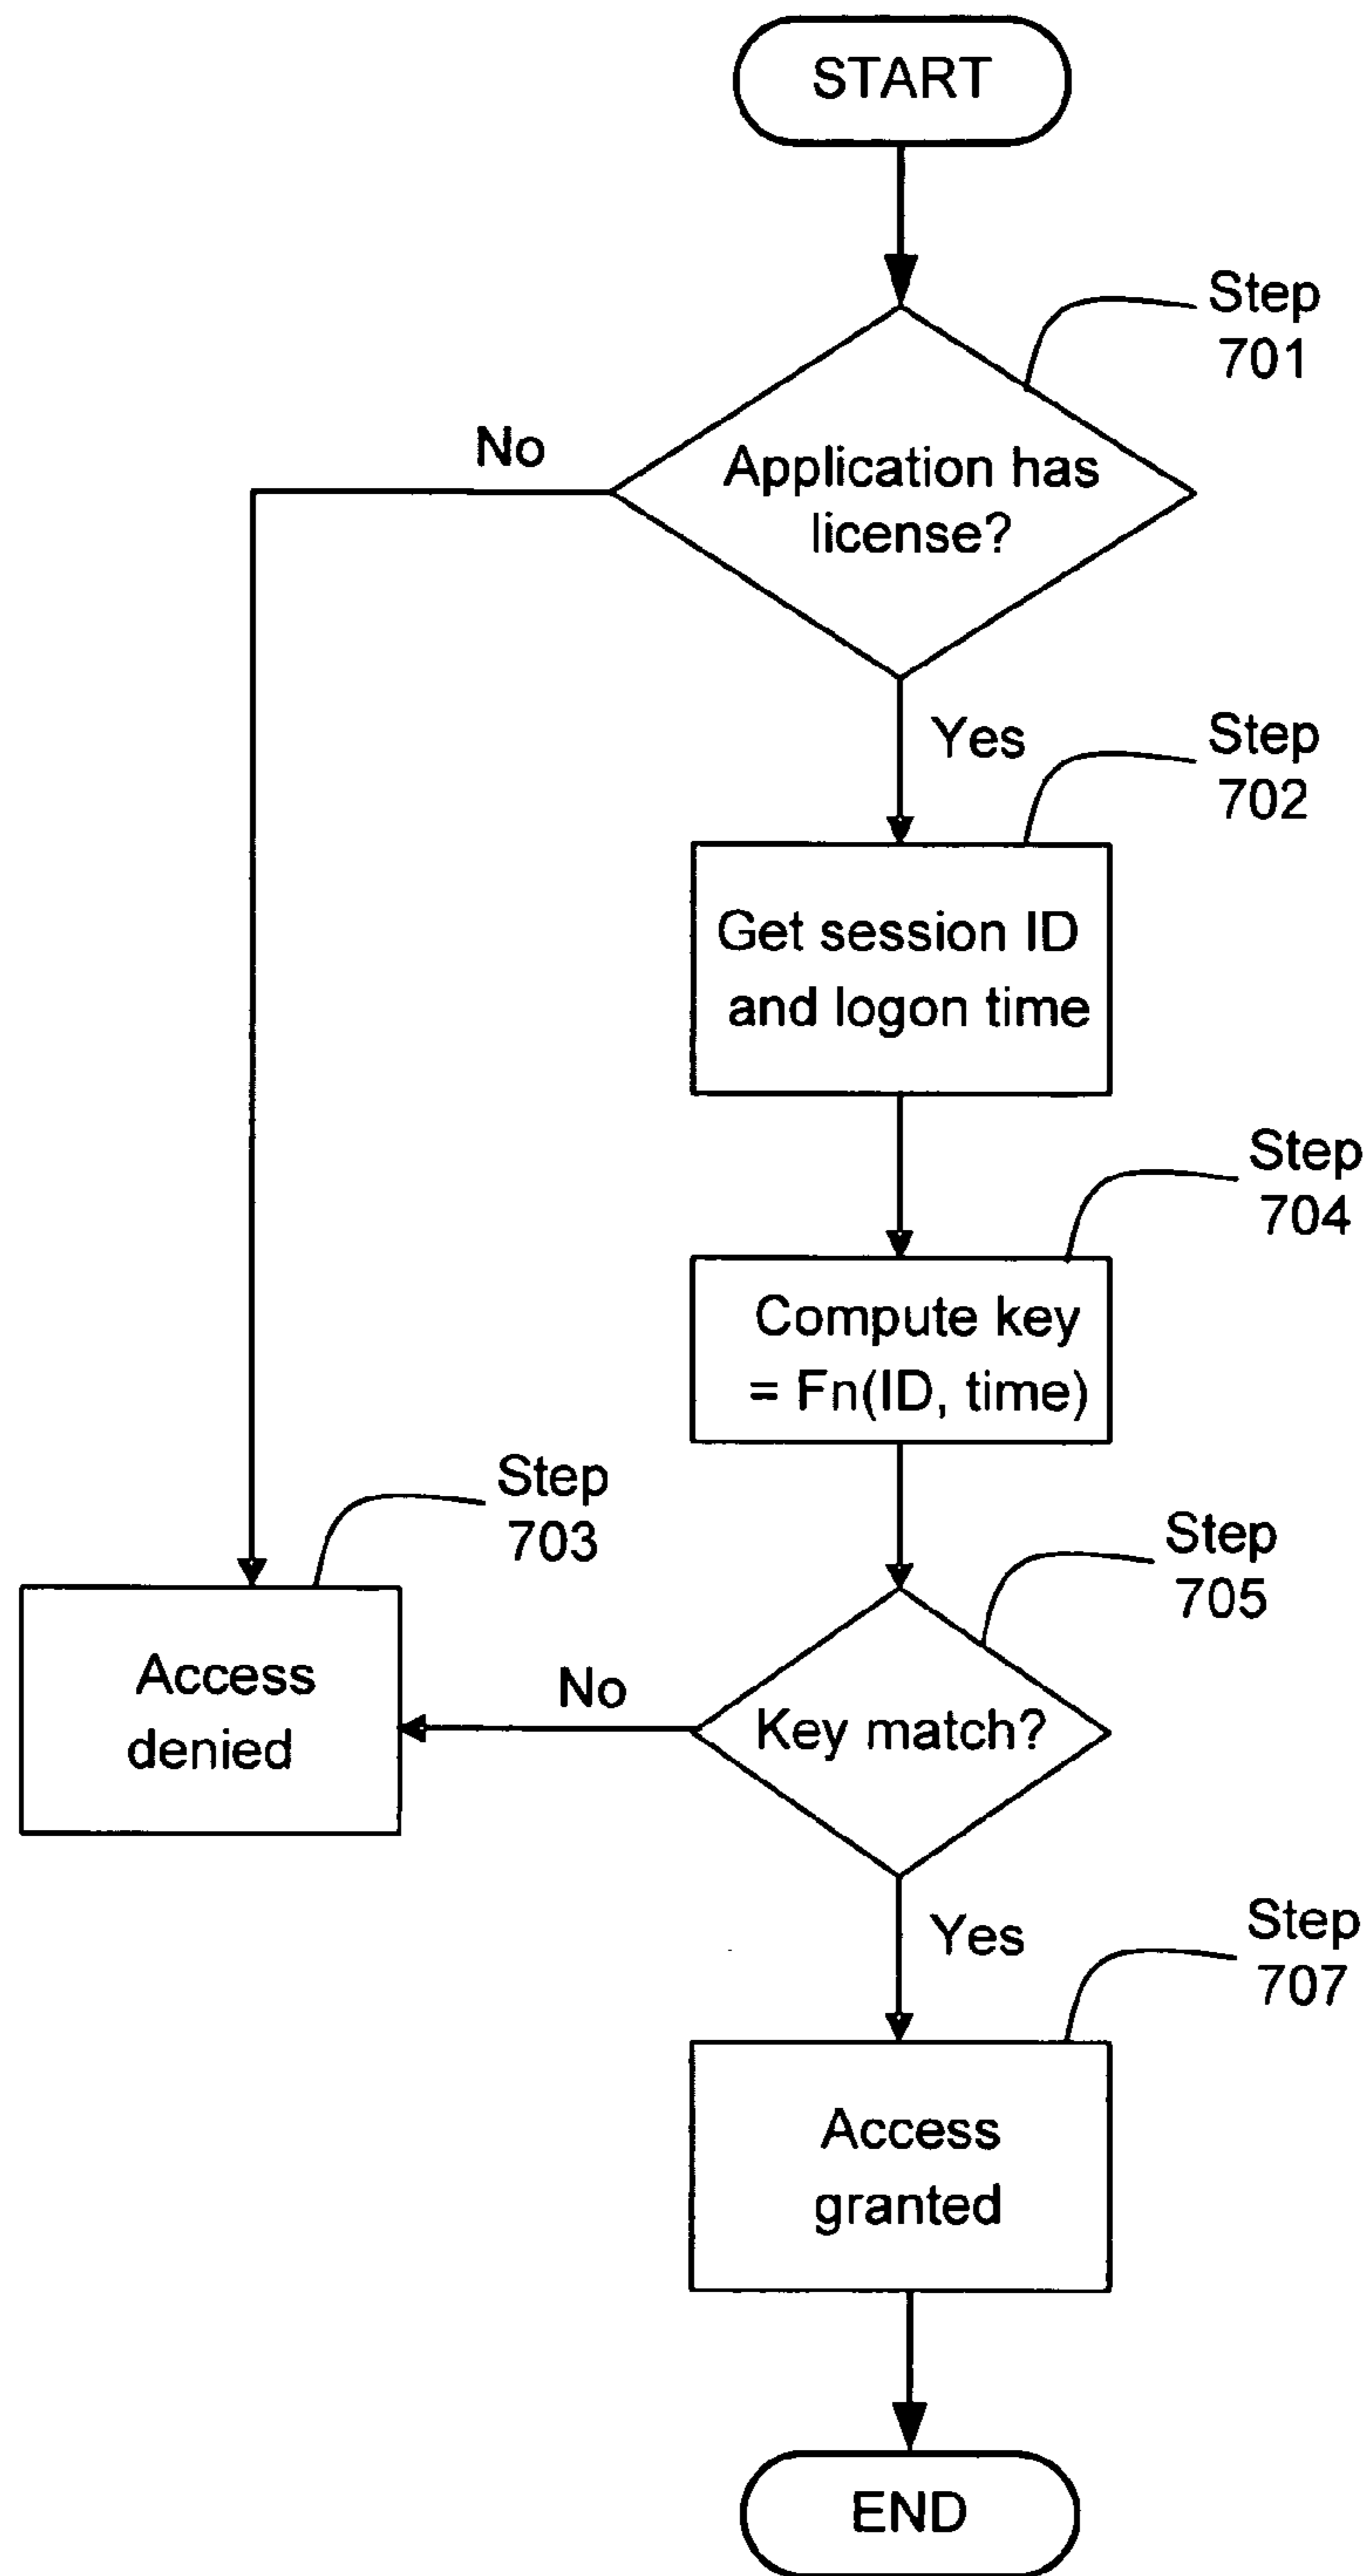 START
Step
701
No
Application has
license?
Yes
Step
702
Get session ID
and logon time
Step
704
Compute key
= Fn(ID, time)
Step
703
Step
705
Access
denied
No
Key match?
Yes
Step
707
Access
granted
END